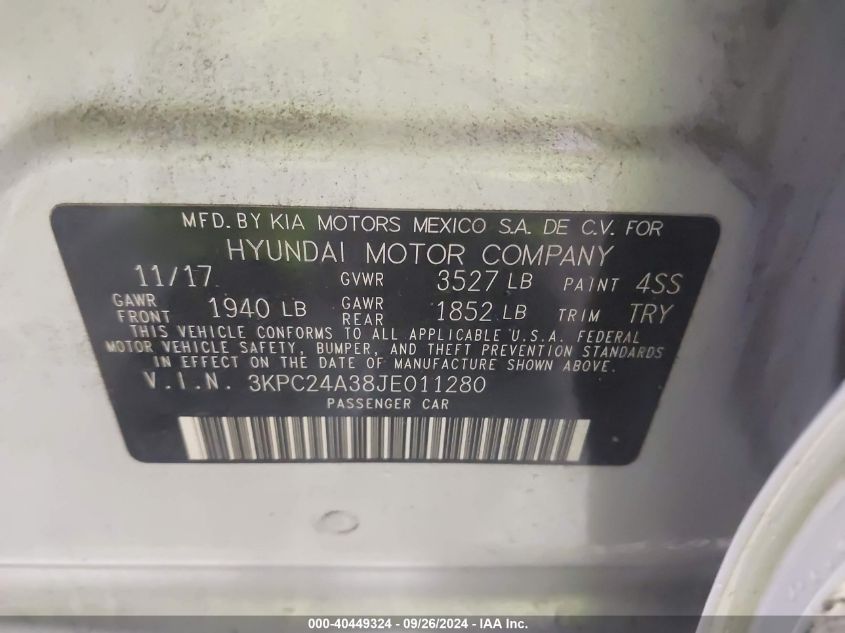 MFD. BY KIA MOTORS MEXICO S.A. DE C.V. FOR
HYUNDAI MOTOR COMPANY
11/17 GVWR 3527 LB PAINT 4SS
GAWR FRONT 1940 LB GAWR REAR 1852 LB TRIM TRY
THIS VEHICLE CONFORMS TO ALL APPLICABLE U.S.A. FEDERAL
MOTOR VEHICLE SAFETY, BUMPER, AND THEFT PREVENTION STANDARDS
IN EFFECT ON THE DATE OF MANUFACTURE SHOWN ABOVE.
V.I.N. 3KPC24A38JE011280
PASSENGER CAR
000-40449324 - 09/26/2024 - IAA Inc.